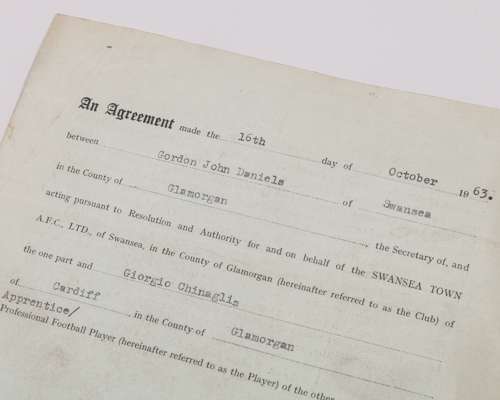 An Agreement made the 16th day of October 1963.
between Gordon John Daniels of Swansea
in the County of Glamorgan, the Secretary of, and
acting pursuant to Resolution and Authority for and on behalf of the SWANSEA TOWN
A.F.C., LTD., of Swansea, in the County of Glamorgan (hereinafter referred to as the Club) of
the one part and Giorgio Chinaglis
of Cardiff, in the County of Glamorgan
Apprentice/
Professional Football Player (hereinafter referred to as the Player) of the other